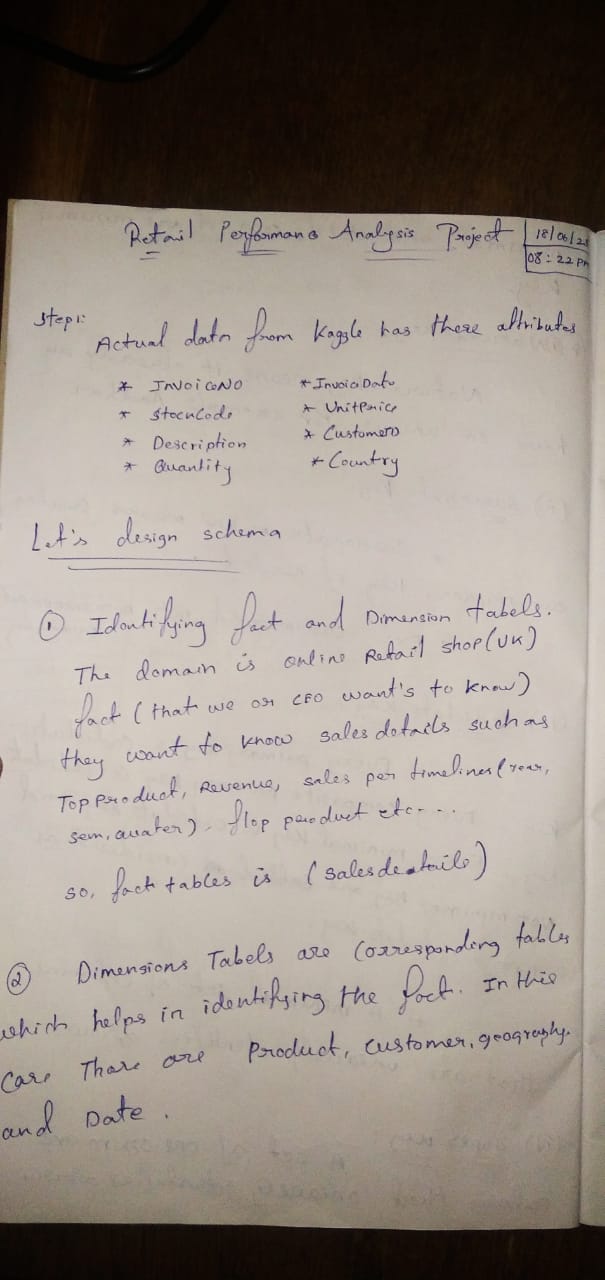 Retail Performance Analysis Project
08:22 PM
Step1:
Actual data from Kaggle has these attributes
* InvoiceNO * InvoiceDate
* StockCode * UnitPrice
* Description * CustomerID
* Quantity * Country
Let's design schema
① Identifying fact and Dimension tabels.
The domain is online Retail shop (UK)
fact (that we or CEO want's to know)
they want to know sales details such as
Top product, Revenue, sales per timelines (year,
sem, quater). flop product etc....
so, fact tables is (sales deatails)
② Dimensions Tabels are corresponding tables
which helps in identifying the fact. In this
case There are Product, customer, geography
and Date.